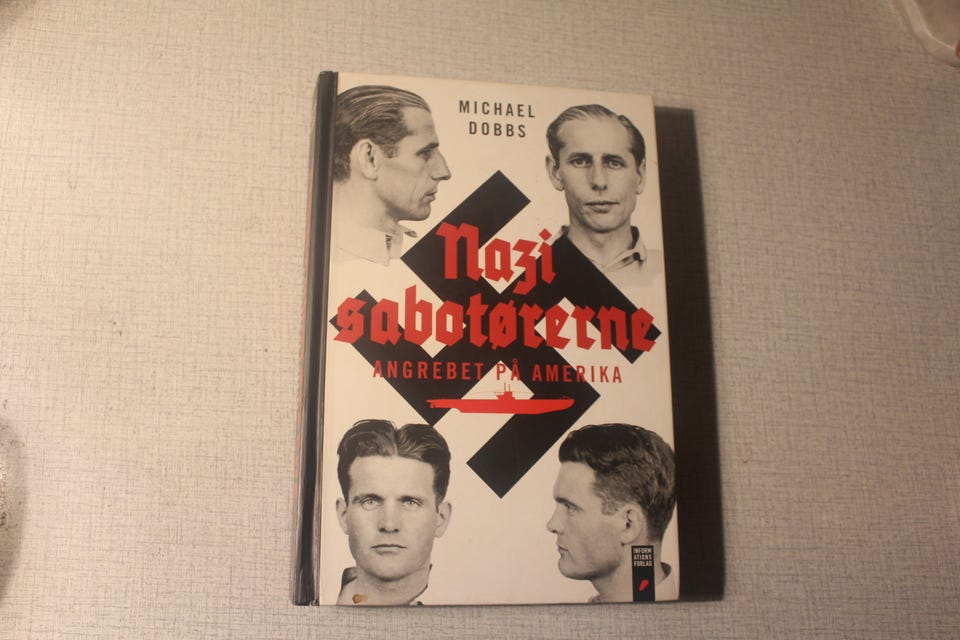 MICHAEL
DOBBS
Nazi
sabotørerne
ANGREBET PÅ AMERIKA
INFORM
ATIONS
FORLAG